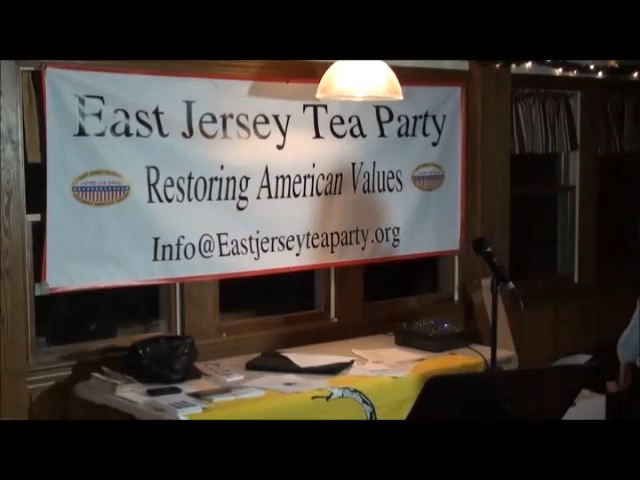 East Jersey Tea Party
Restoring American Values
Info@Eastjerseyteaparty.org